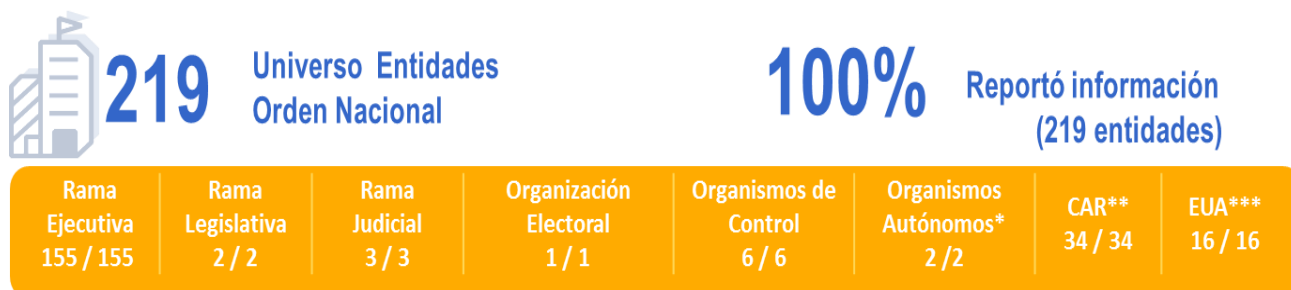 219
Universo Entidades
Orden Nacional
100%
Reportó información
(219 entidades)
Rama
Ejecutiva
155 / 155
Rama
Legislativa
2 / 2
Rama
Judicial
3 / 3
Organización
Electoral
1 / 1
Organismos de
Control
6 / 6
Organismos
Autónomos*
2 /2
CAR**
34 / 34
EUA***
16 / 16